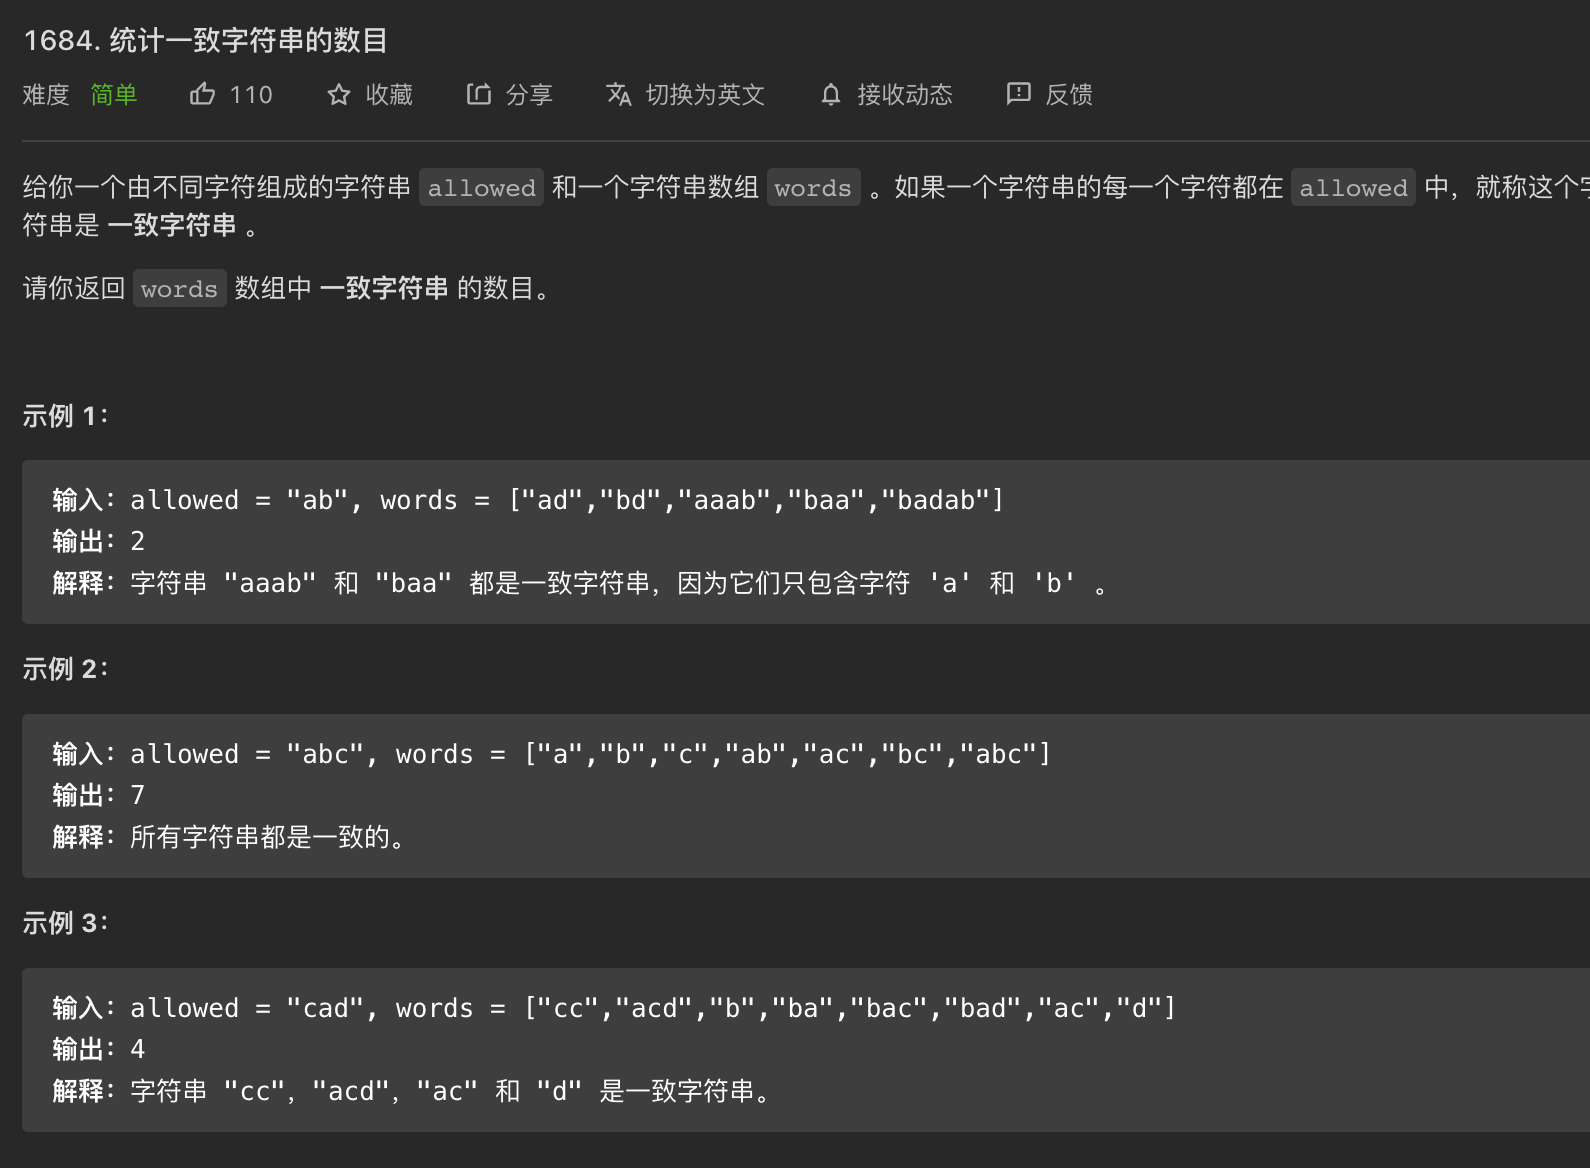 1684. 统计一致字符串的数目
难度 简单 110 收藏 分享 切换为英文 接收动态 反馈
给你一个由不同字符组成的字符串 allowed 和一个字符串数组 words 。如果一个字符串的每一个字符都在 allowed 中，就称这个字
符串是 一致字符串 。
请你返回 words 数组中 一致字符串 的数目。
示例 1：
输入：allowed = "ab", words = ["ad","bd","aaab","baa","badab"]
输出：2
解释：字符串 "aaab" 和 "baa" 都是一致字符串，因为它们只包含字符 'a' 和 'b' 。
示例 2：
输入：allowed = "abc", words = ["a","b","c","ab","ac","bc","abc"]
输出：7
解释：所有字符串都是一致的。
示例 3：
输入：allowed = "cad", words = ["cc","acd","b","ba","bac","bad","ac","d"]
输出：4
解释：字符串 "cc"，"acd"，"ac" 和 "d" 是一致字符串。